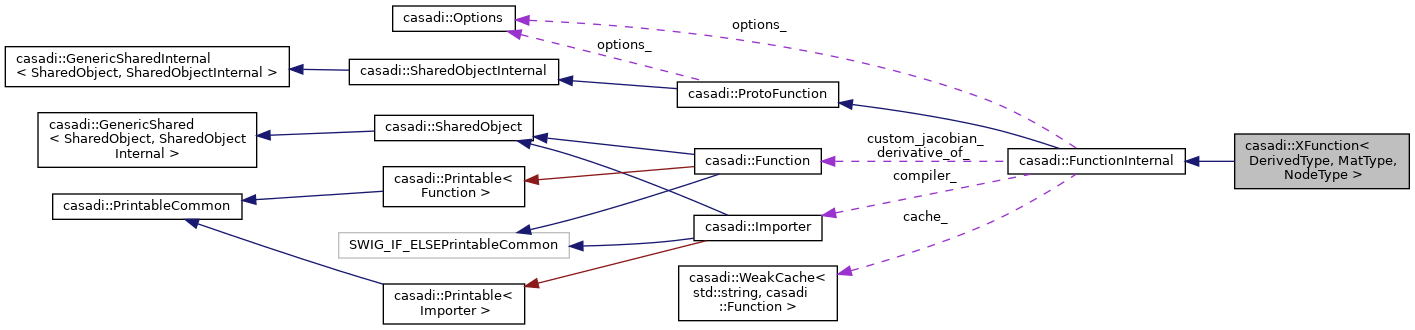 casadi::Options
options_
options_
casadi::GenericSharedInternal
< SharedObject, SharedObjectInternal >
casadi::SharedObjectInternal
casadi::ProtoFunction
casadi::GenericShared
< SharedObject, SharedObject
Internal >
casadi::SharedObject
casadi::Function
custom_jacobian_
derivative_of_
casadi::FunctionInternal
casadi::XFunction<
DerivedType, MatType,
NodeType >
casadi::Printable<
Function >
compiler_
casadi::PrintableCommon
cache_
casadi::Importer
SWIG_IF_ELSEPrintableCommon
casadi::WeakCache<
std::string, casadi
::Function >
casadi::Printable<
Importer >